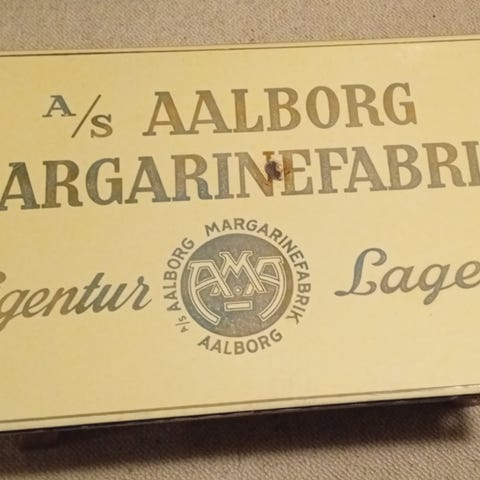 A/S AALBORG
ARGARINEFABRI
gentur
Lage
A/S AALBORG MARGARINEFABRIK
AALBORG
AMA